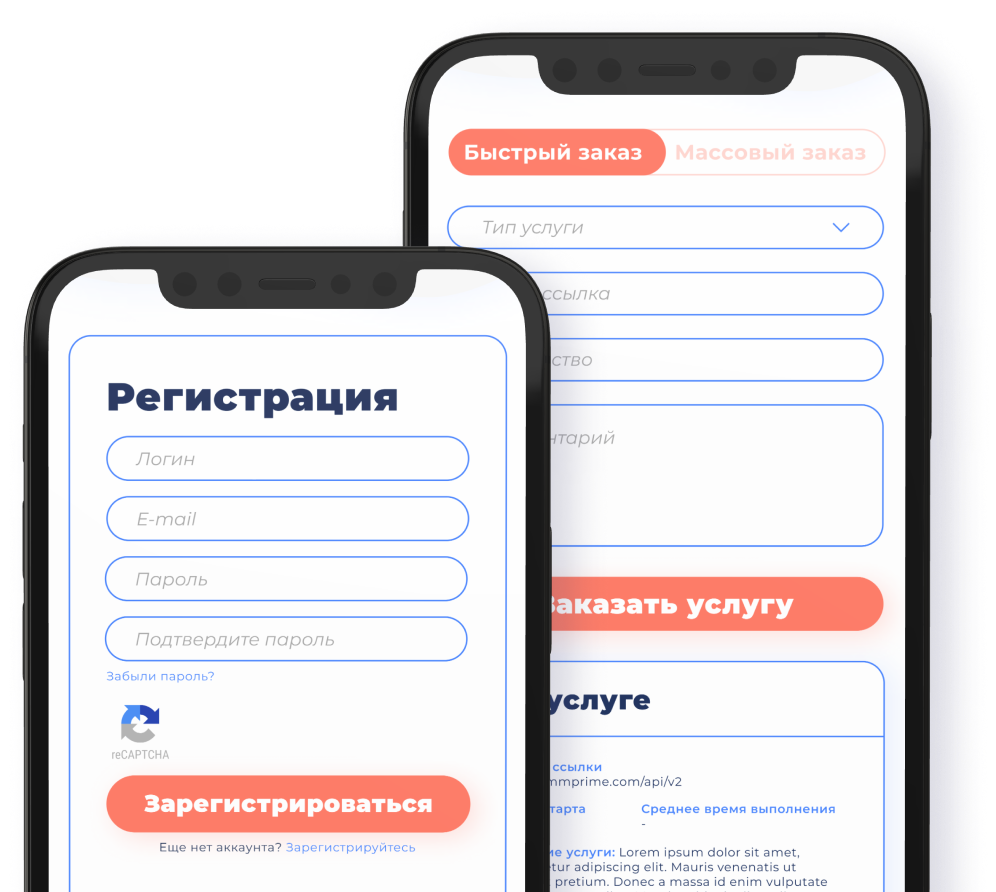 Быстрый заказ
Массовый заказ
Тип услуги
Регистрация
Логин
E-mail
Пароль
Подтвердите пароль
Забыли пароль?
reCAPTCHA
Зарегистрироваться
Еще нет аккаунта? Зарегистрируйтесь
ссылка
ство
нтарий
Заказать услугу
услуге
ссылки
mmprime.com/api/v2
тарта
Среднее время выполнения
-
ие услуги: Lorem ipsum dolor sit amet,
etur adipiscing elit. Mauris venenatis ut
pretium. Donec a massa id enim vulputate